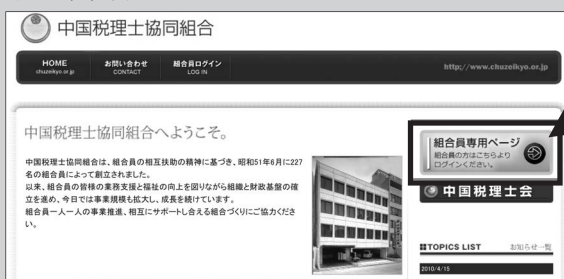 中国税理士協同組合
HOME
chuzeikyo.or.jp
お問い合わせ
CONTACT
組合員ログイン
LOG IN
http://www.chuzeikyo.or.jp
中国税理士協同組合へようこそ。
中国税理士協同組合は、組合員の相互扶助の精神に基づき、昭和51年6月に227
名の組合員によって創立されました。
以来、組合員の皆様の業務支援と福祉の向上を図りながら組織と財政基盤の確
立を進め、今日では事業規模も拡大し、成長を続けています。
組合員一人一人の事業推進、相互にサポートし合える組合づくりにご協力くださ
い。
組合員専用ページ
組合員の方はこちらより
ログインください。
中国税理士会
TOPICS LIST
お知らせ一覧
2010/4/15